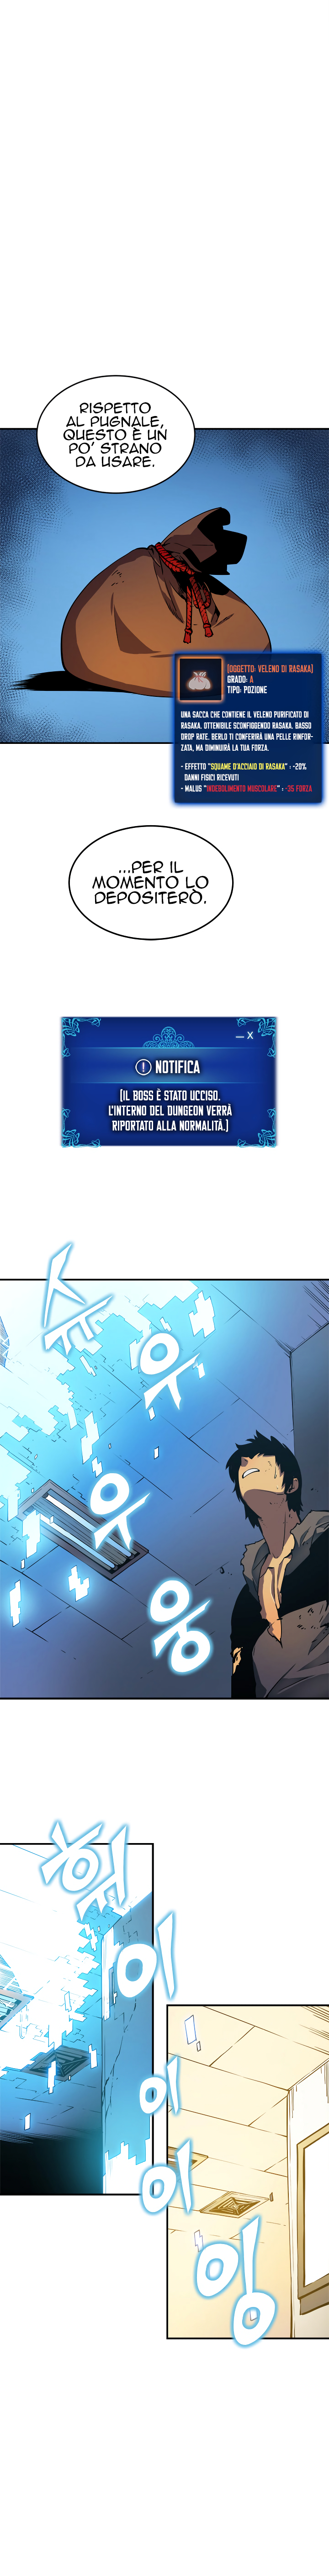 RISPETTO
AL PUGNALE,
QUESTO È UN
PO' STRANO
DA USARE.
[OGGETTO: VELENO DI RASAKA]
GRADO: A
TIPO: POZIONE
UNA SACCA CHE CONTIENE IL VELENO PURIFICATO DI
RASAKA. OTTENIBILE SCONFIGGENDO RASAKA. BASSO
DROP RATE. BERLO TI CONFERIRÀ UNA PELLE RINFOR-
ZATA, MA DIMINUIRÀ LA TUA FORZA.
- EFFETTO "SQUAME D'ACCIAIO DI RASAKA" : -20%
DANNI FISICI RICEVUTI
- MALUS "INDEBOLIMENTO MUSCOLARE" : -35 FORZA
...PER IL
MOMENTO LO
DEPOSITERÒ.
_ X
! NOTIFICA
[IL BOSS È STATO UCCISO.
L'INTERNO DEL DUNGEON VERRÀ
RIPORTATO ALLA NORMALITÀ.]
스
우
우
웅
휘
이
이
이
잉